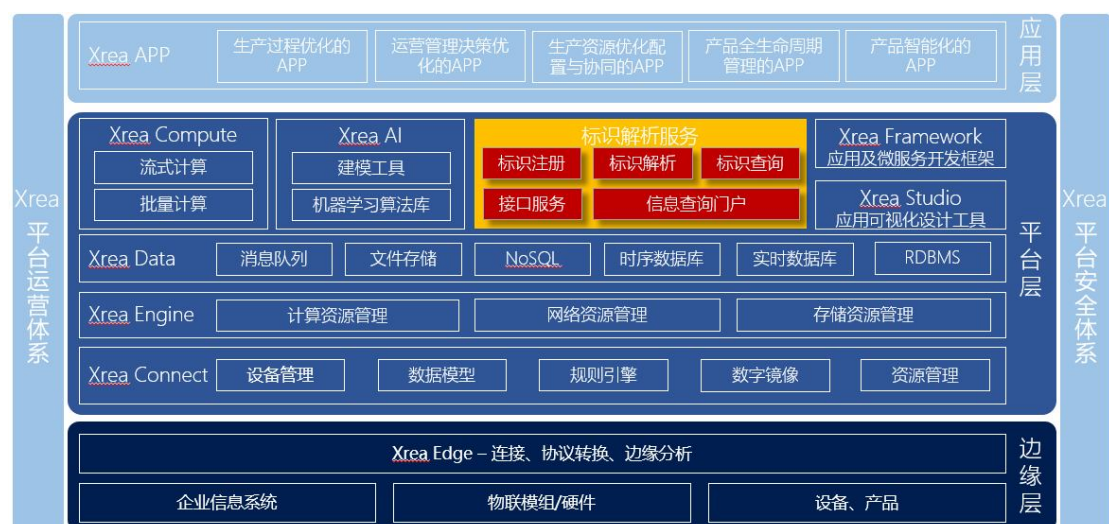 Xrea
平台运营体系
Xrea APP
生产过程优化的
APP
运营管理决策优
化的APP
生产资源优化配
置与协同的APP
产品全生命周期
管理的APP
产品智能化的
APP
应用层
Xrea Compute
流式计算
批量计算
Xrea AI
建模工具
机器学习算法库
标识解析服务
标识注册
标识解析
标识查询
接口服务
信息查询门户
Xrea Framework
应用及微服务开发框架
Xrea Studio
应用可视化设计工具
Xrea Data
消息队列
文件存储
NoSQL
时序数据库
实时数据库
RDBMS
Xrea Engine
计算资源管理
网络资源管理
存储资源管理
Xrea Connect
设备管理
数据模型
规则引擎
数字镜像
资源管理
平台层
Xrea Edge – 连接、协议转换、边缘分析
企业信息系统
物联模组/硬件
设备、产品
边缘层
Xrea
平台安全体系